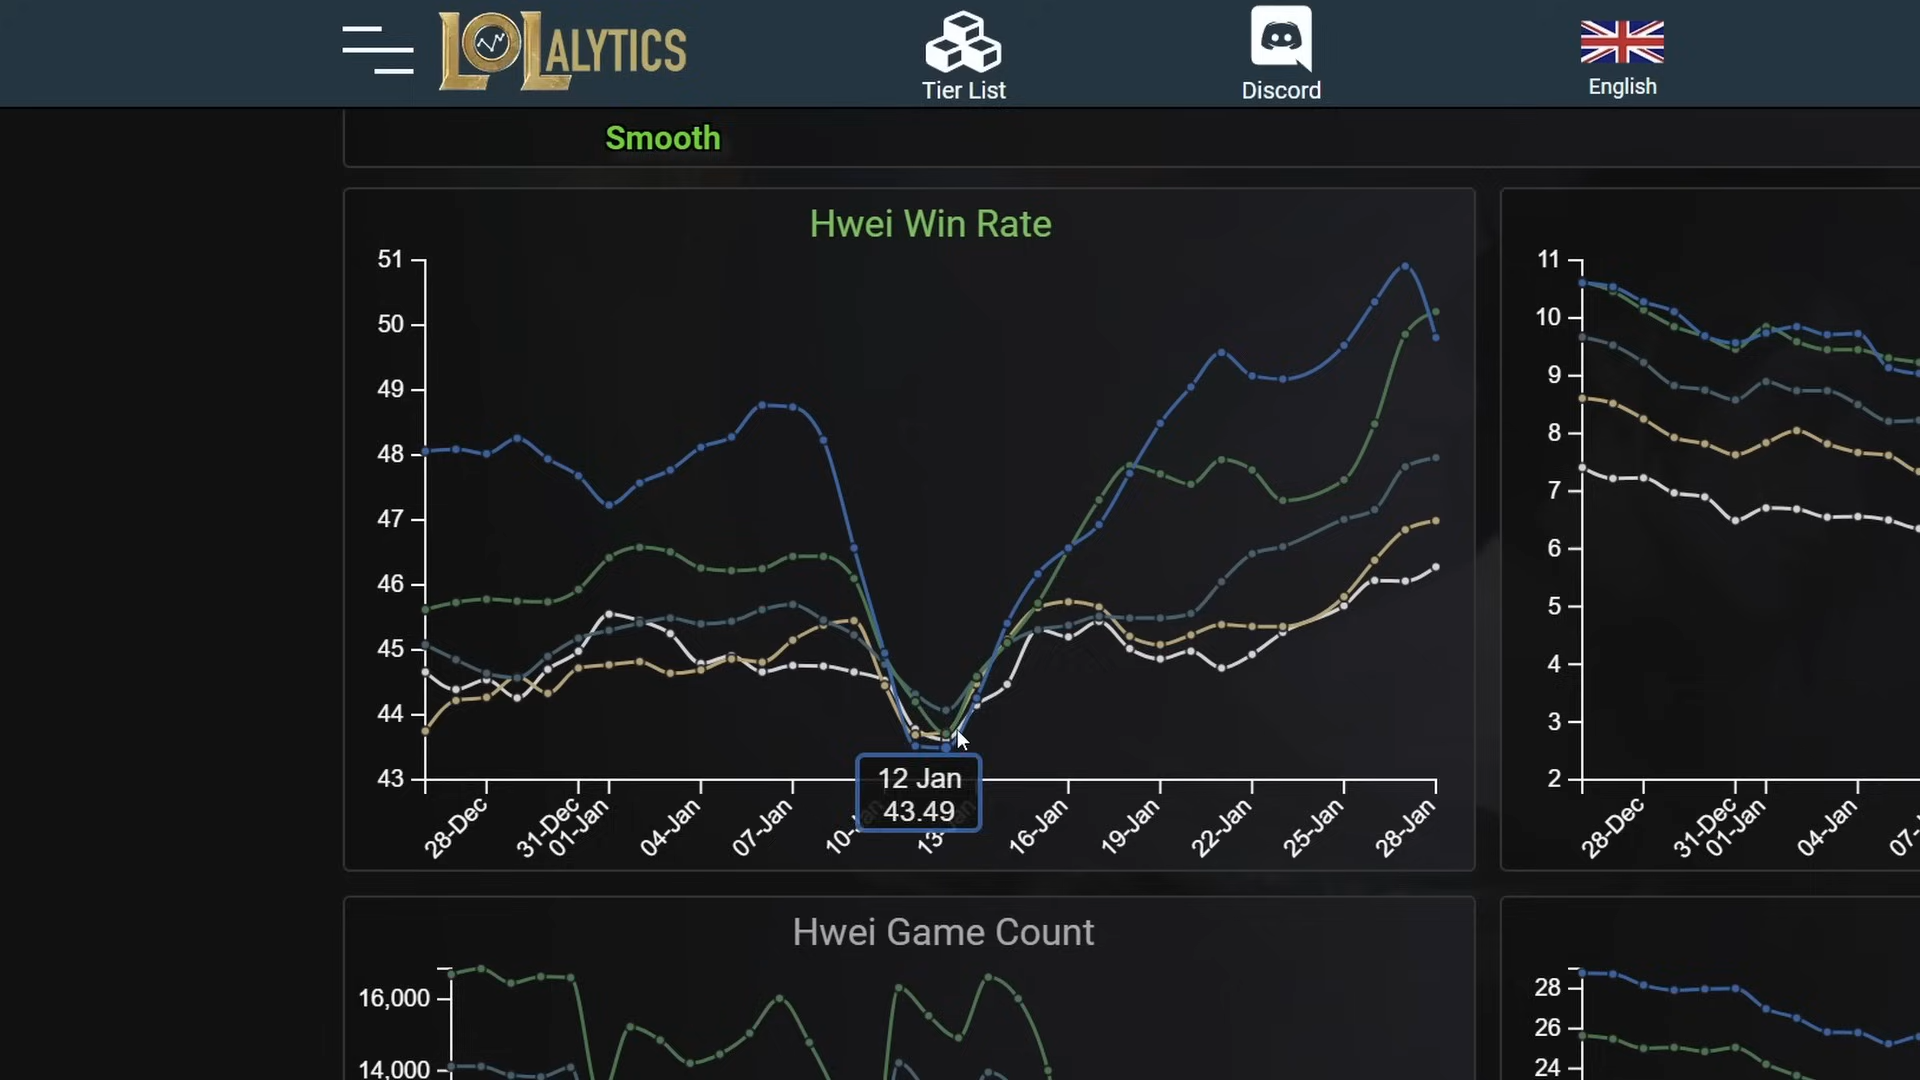 LOLALYTICS
Tier List
Discord
English
Smooth
Hwei Win Rate
51
50
49
48
47
46
45
44
43
28-Dec
31-Dec
01-Jan
04-Jan
07-Jan
12 Jan
43.49
16-Jan
19-Jan
22-Jan
25-Jan
28-Jan
11
10
9
8
7
6
5
4
3
2
28-Dec
31-Dec
01-Jan
04-Jan
Hwei Game Count
16,000
14,000
28
26
24